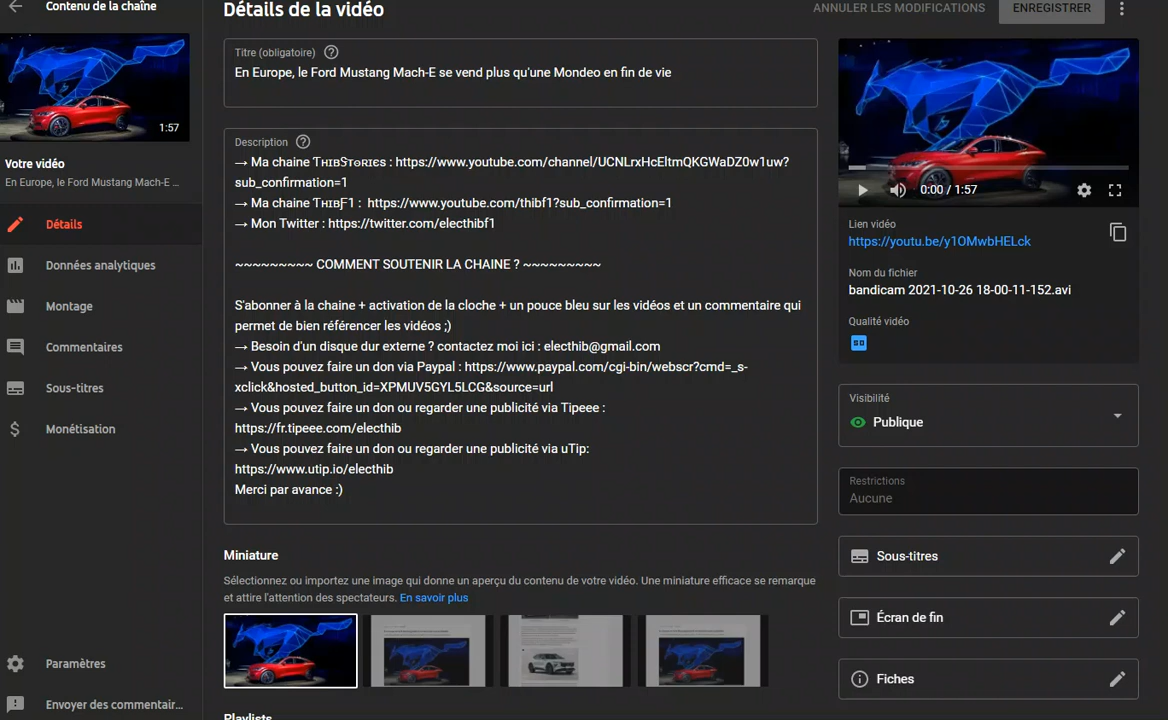 Contenu de la chaîne
1:57
Votre vidéo
En Europe, le Ford Mustang Mach-E ...
Détails
Données analytiques
Montage
Commentaires
Sous-titres
Monétisation
Paramètres
Envoyer des commentair...
Détails de la vidéo
ANNULER LES MODIFICATIONS
ENREGISTRER
Titre (obligatoire)
En Europe, le Ford Mustang Mach-E se vend plus qu'une Mondeo en fin de vie
Description
→ Ma chaine TʜɪʙSᴛᴏʀɪᴇs : https://www.youtube.com/channel/UCNLrxHcEltmQKGWaDZ0w1uw?
sub_confirmation=1
→ Ma chaine TʜɪʙF1 : https://www.youtube.com/thibf1?sub_confirmation=1
→ Mon Twitter : https://twitter.com/electhibf1
~~~~~~~~~ COMMENT SOUTENIR LA CHAINE ? ~~~~~~~~~
S'abonner à la chaine + activation de la cloche + un pouce bleu sur les vidéos et un commentaire qui
permet de bien référencer les vidéos ;)
→ Besoin d'un disque dur externe ? contactez moi ici : electhib@gmail.com
→ Vous pouvez faire un don via Paypal : https://www.paypal.com/cgi-bin/webscr?cmd=_s-
xclick&hosted_button_id=XPMUV5GYL5LCG&source=url
→ Vous pouvez faire un don ou regarder une publicité via Tipeee :
https://fr.tipeee.com/electhib
→ Vous pouvez faire un don ou regarder une publicité via uTip:
https://www.utip.io/electhib
Merci par avance :)
Miniature
Sélectionnez ou importez une image qui donne un aperçu du contenu de votre vidéo. Une miniature efficace se remarque
et attire l'attention des spectateurs. En savoir plus
Playlists
0:00 / 1:57
Lien vidéo
https://youtu.be/y1OMwbHELck
Nom du fichier
bandicam 2021-10-26 18-00-11-152.avi
Qualité vidéo
SD
Visibilité
Publique
Restrictions
Aucune
Sous-titres
Écran de fin
Fiches